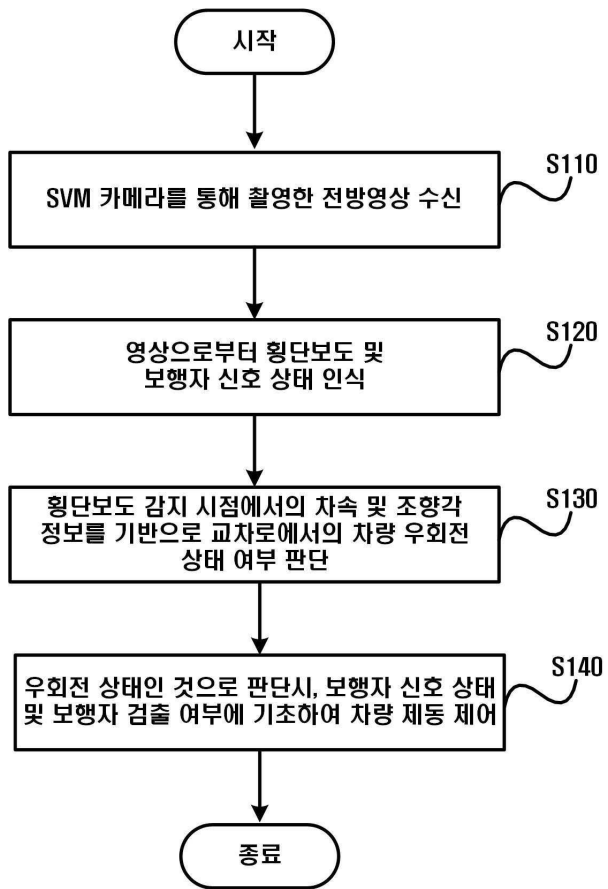 시작
SVM 카메라를 통해 촬영한 전방영상 수신
S110
영상으로부터 횡단보도 및
보행자 신호 상태 인식
S120
횡단보도 감지 시점에서의 차속 및 조향각
정보를 기반으로 교차로에서의 차량 우회전
상태 여부 판단
S130
우회전 상태인 것으로 판단시, 보행자 신호 상태
및 보행자 검출 여부에 기초하여 차량 제동 제어
S140
종료